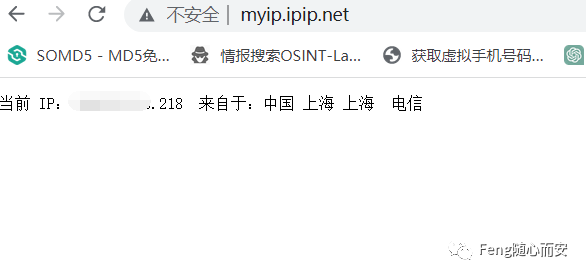 不安全 | myip.ipip.net
SOMD5 - MD5免... 情报搜索OSINT-La... 获取虚拟手机号码...
当前 IP: .218 来自于：中国 上海 上海 电信
Feng随心而安